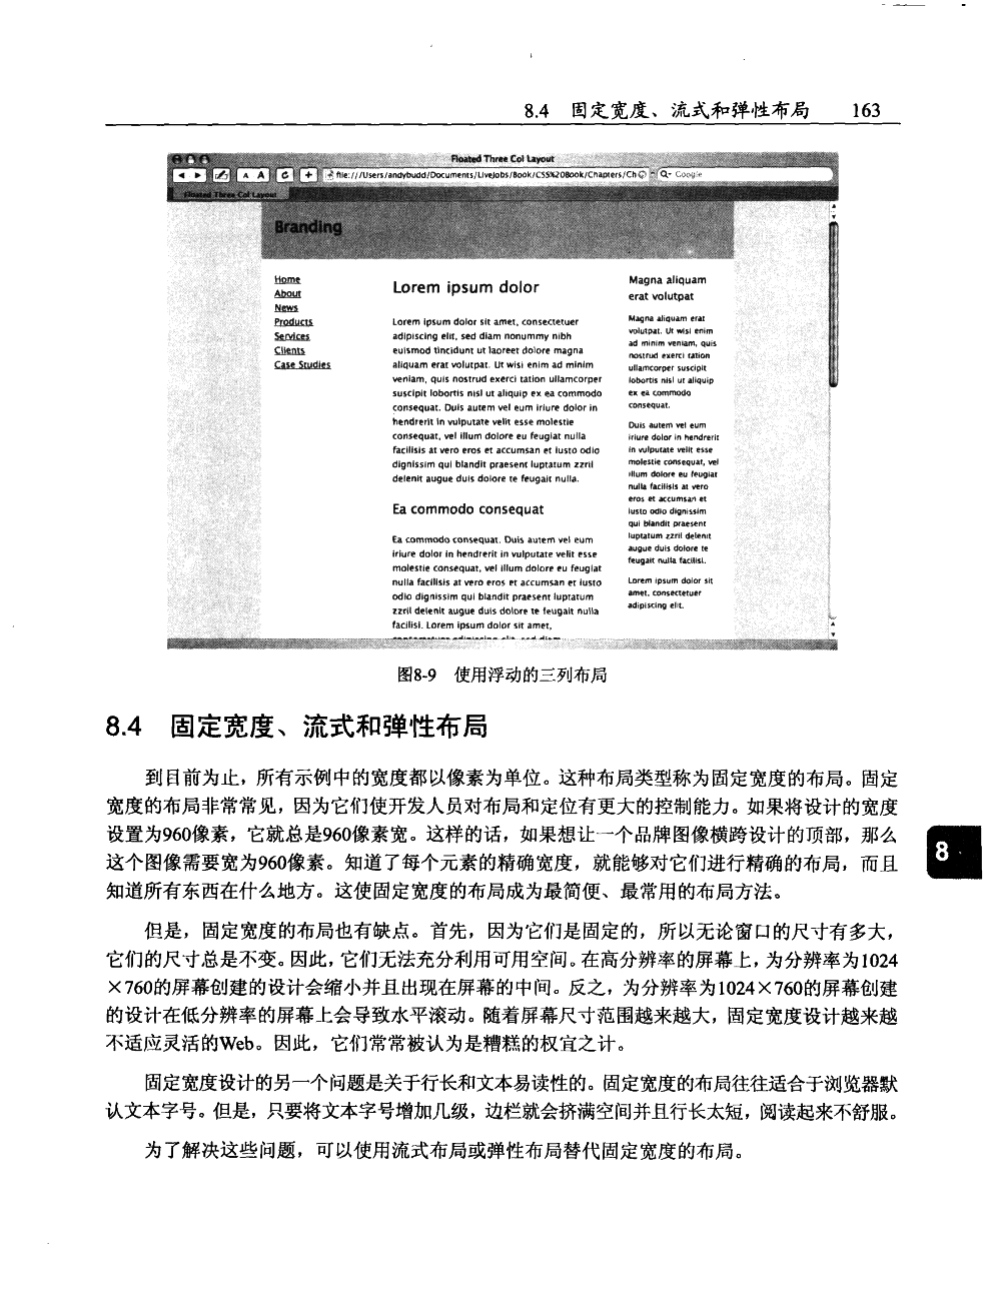 8.4 固定宽度、流式和弹性布局 163
Floated Three Col Layout
file:///Users/andybudd/Documents/Livejobs/Book/CSS%20Book/Chapters/Ch
Google
Floated Three Col Layout
Branding
Home
About
News
Products
Services
Clients
Case Studies
Lorem ipsum dolor
Lorem ipsum dolor sit amet, consectetuer
adipiscing elit, sed diam nonummy nibh
euismod tincidunt ut laoreet dolore magna
aliquam erat volutpat. Ut wisi enim ad minim
veniam, quis nostrud exerci tation ullamcorper
suscipit lobortis nisl ut aliquip ex ea commodo
consequat. Duis autem vel eum iriure dolor in
hendrerit in vulputate velit esse molestie
consequat, vel illum dolore eu feugiat nulla
facilisis at vero eros et accumsan et iusto odio
dignissim qui blandit praesent luptatum zzril
delenit augue duis dolore te feugait nulla.
Ea commodo consequat
Ea commodo consequat. Duis autem vel eum
iriure dolor in hendrerit in vulputate velit esse
molestie consequat, vel illum dolore eu feugiat
nulla facilisis at vero eros et accumsan et iusto
odio dignissim qui blandit praesent luptatum
zzril delenit augue duis dolore te feugait nulla
facilisi. Lorem ipsum dolor sit amet,
Magna aliquam
erat volutpat
Magna aliquam erat
volutpat. Ut wisi enim
ad minim veniam, quis
nostrud exerci tation
ullamcorper suscipit
lobortis nisl ut aliquip
ex ea commodo
consequat.
Duis autem vel eum
iriure dolor in hendrerit
in vulputate velit esse
molestie consequat, vel
illum dolore eu feugiat
nulla facilisis at vero
eros et accumsan et
iusto odio dignissim
qui blandit praesent
luptatum zzril delenit
augue duis dolore te
feugait nulla facilisi.
Lorem ipsum dolor sit
amet, consectetuer
adipiscing elit.
图8-9 使用浮动的三列布局
8.4 固定宽度、流式和弹性布局
到目前为止，所有示例中的宽度都以像素为单位。这种布局类型称为固定宽度的布局。固定
宽度的布局非常常见，因为它们使开发人员对布局和定位有更大的控制能力。如果将设计的宽度
设置为960像素，它就总是960像素宽。这样的话，如果想让一个品牌图像横跨设计的顶部，那么
这个图像需要宽为960像素。知道了每个元素的精确宽度，就能够对它们进行精确的布局，而且
知道所有东西在什么地方。这使固定宽度的布局成为最简便、最常用的布局方法。
8
但是，固定宽度的布局也有缺点。首先，因为它们是固定的，所以无论窗口的尺寸有多大，
它们的尺寸总是不变。因此，它们无法充分利用可用空间。在高分辨率的屏幕上，为分辨率为1024
×760的屏幕创建的设计会缩小并且出现在屏幕的中间。反之，为分辨率为1024×760的屏幕创建
的设计在低分辨率的屏幕上会导致水平滚动。随着屏幕尺寸范围越来越大，固定宽度设计越来越
不适应灵活的Web。因此，它们常常被认为是糟糕的权宜之计。
固定宽度设计的另一个问题是关于行长和文本易读性的。固定宽度的布局往往适合于浏览器默
认文本字号。但是，只要将文本字号增加几级，边栏就会挤满空间并且行长太短，阅读起来不舒服。
为了解决这些问题，可以使用流式布局或弹性布局替代固定宽度的布局。